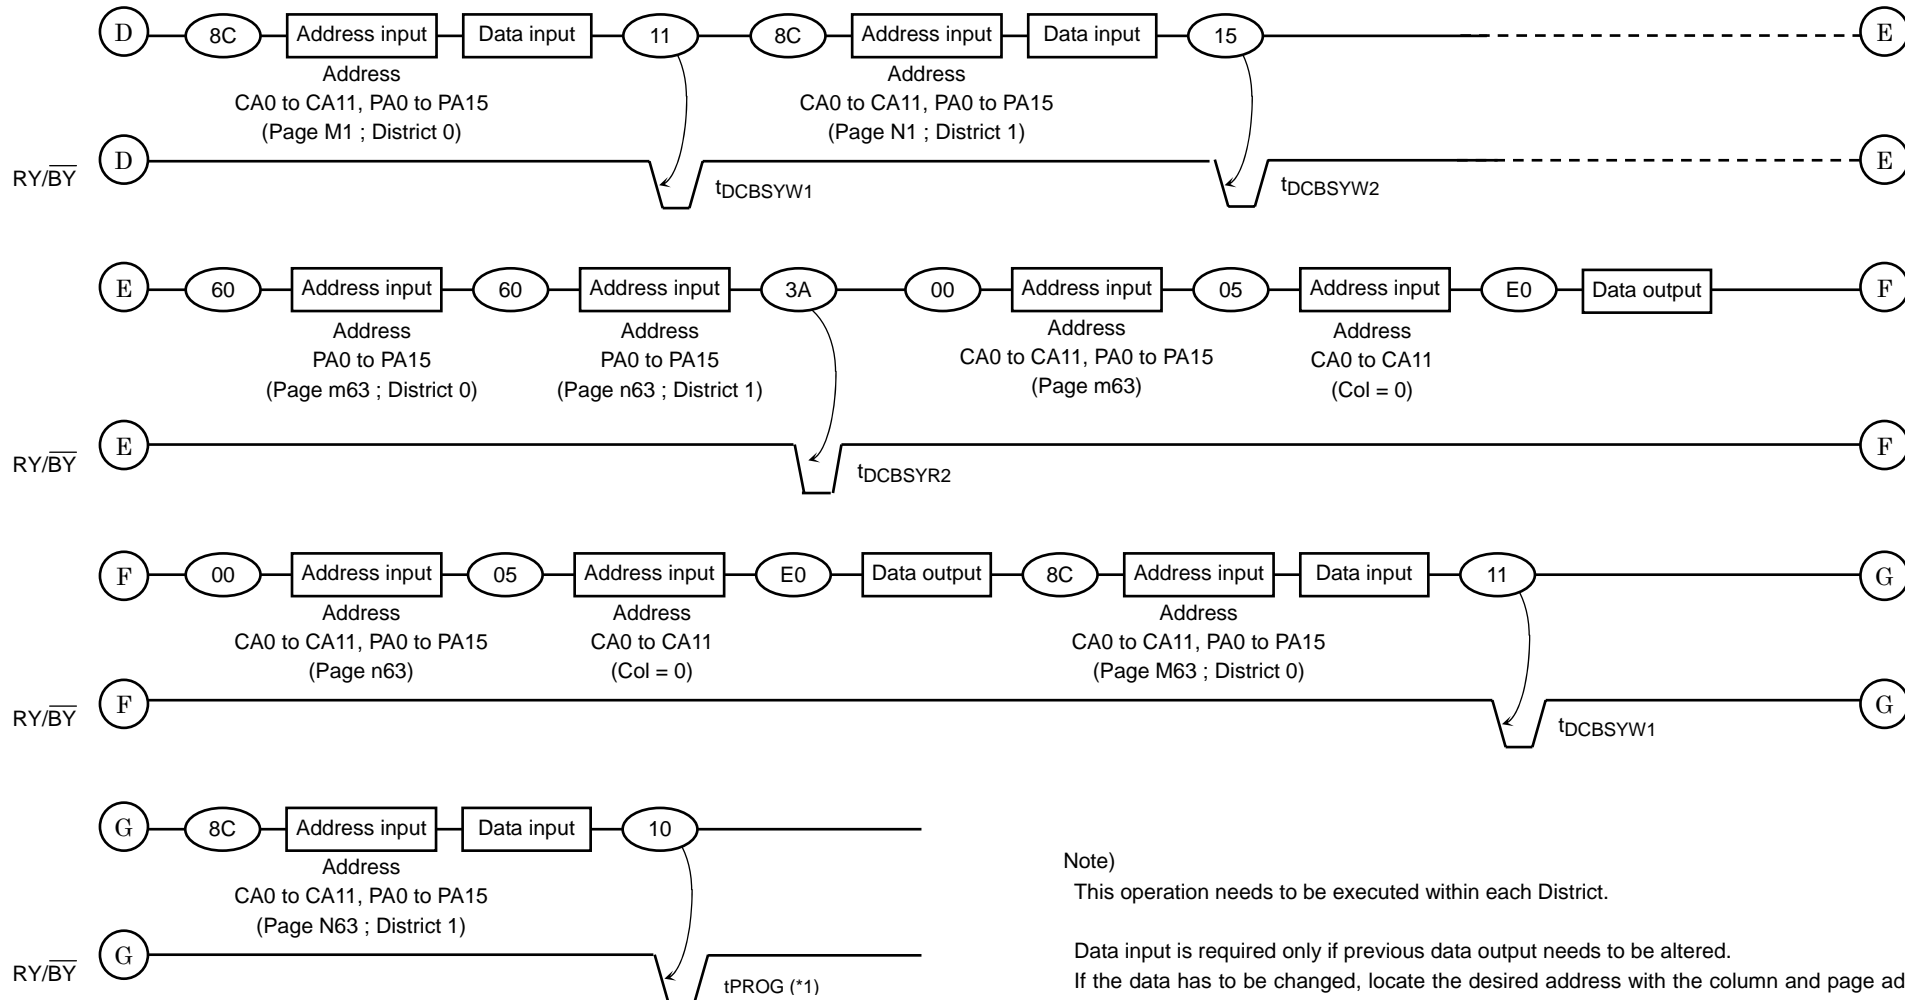 D 8C Address input Data input 11 8C Address input Data input 15 E
Address Address
CA0 to CA11, PA0 to PA15 CA0 to CA11, PA0 to PA15
(Page M1 ; District 0) (Page N1 ; District 1)
RY/BY D tDCBSYW1 tDCBSYW2 E
E 60 Address input 60 Address input 3A 00 Address input 05 Address input E0 Data output F
Address Address Address Address
PA0 to PA15 PA0 to PA15 CA0 to CA11, PA0 to PA15 CA0 to CA11
(Page m63 ; District 0) (Page n63 ; District 1) (Page m63) (Col = 0)
RY/BY E tDCBSYR2 F
F 00 Address input 05 Address input E0 Data output 8C Address input Data input 11 G
Address Address Address
CA0 to CA11, PA0 to PA15 CA0 to CA11 CA0 to CA11, PA0 to PA15
(Page n63) (Col = 0) (Page M63 ; District 0)
RY/BY F tDCBSYW1 G
G 8C Address input Data input 10
Address
CA0 to CA11, PA0 to PA15
(Page N63 ; District 1)
RY/BY G tPROG (*1)
Note)
This operation needs to be executed within each District.
Data input is required only if previous data output needs to be altered.
If the data has to be changed, locate the desired address with the column and page ad